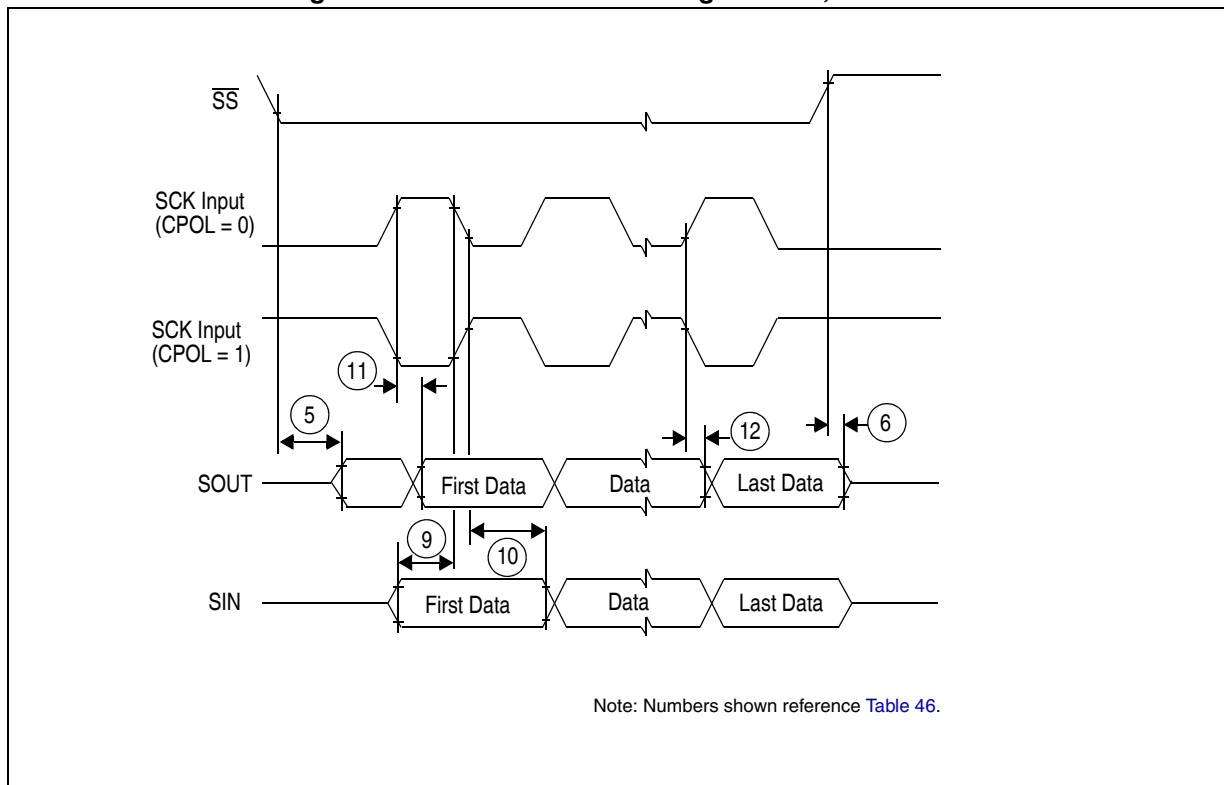 SS
SCK Input
(CPOL = 0)
SCK Input
(CPOL = 1)
11
5
12
6
SOUT
First Data
Data
Last Data
9
10
SIN
First Data
Data
Last Data
Note: Numbers shown reference Table 46.